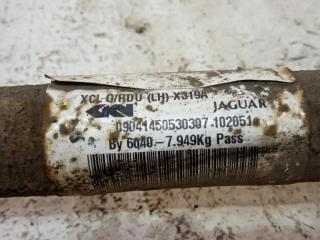 XCL O/RDU (LH) X319A
GKN JAGUAR
09041450530307 102051
By 6040-7.949Kg Pass